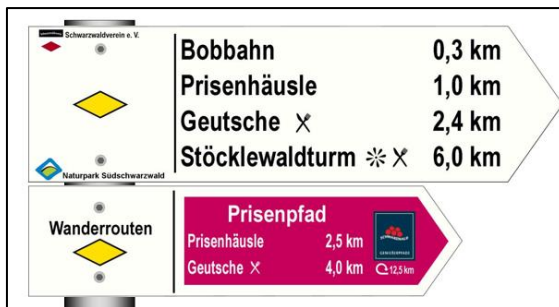 Schwarzwaldverein e. V.
Bobbahn 0,3 km
Prisenhäusle 1,0 km
Geutsche 2,4 km
Stöcklewaldturm 6,0 km
Naturpark Südschwarzwald
Wanderrouten
Prisenpfad
Prisenhäusle 2,5 km
Geutsche 4,0 km
12,5 km